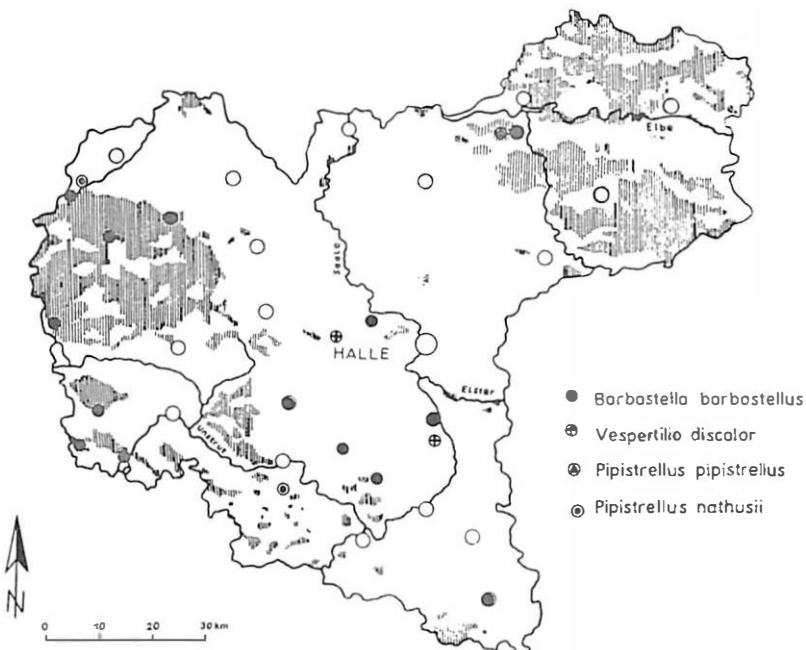 Elbe
Saale
HALLE
Elster
Unstrut
Barbastella barbastellus
Vespertilio discolor
Pipistrellus pipistrellus
Pipistrellus nathusii
N
0 10 20 30 km